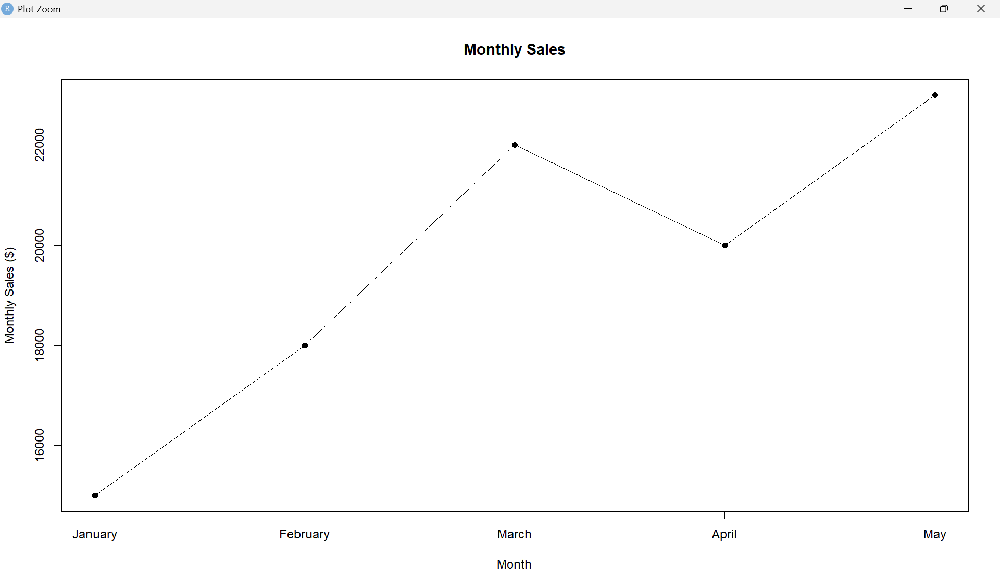 R Plot Zoom
Monthly Sales
Monthly Sales ($)
22000
20000
18000
16000
January February March April May
Month